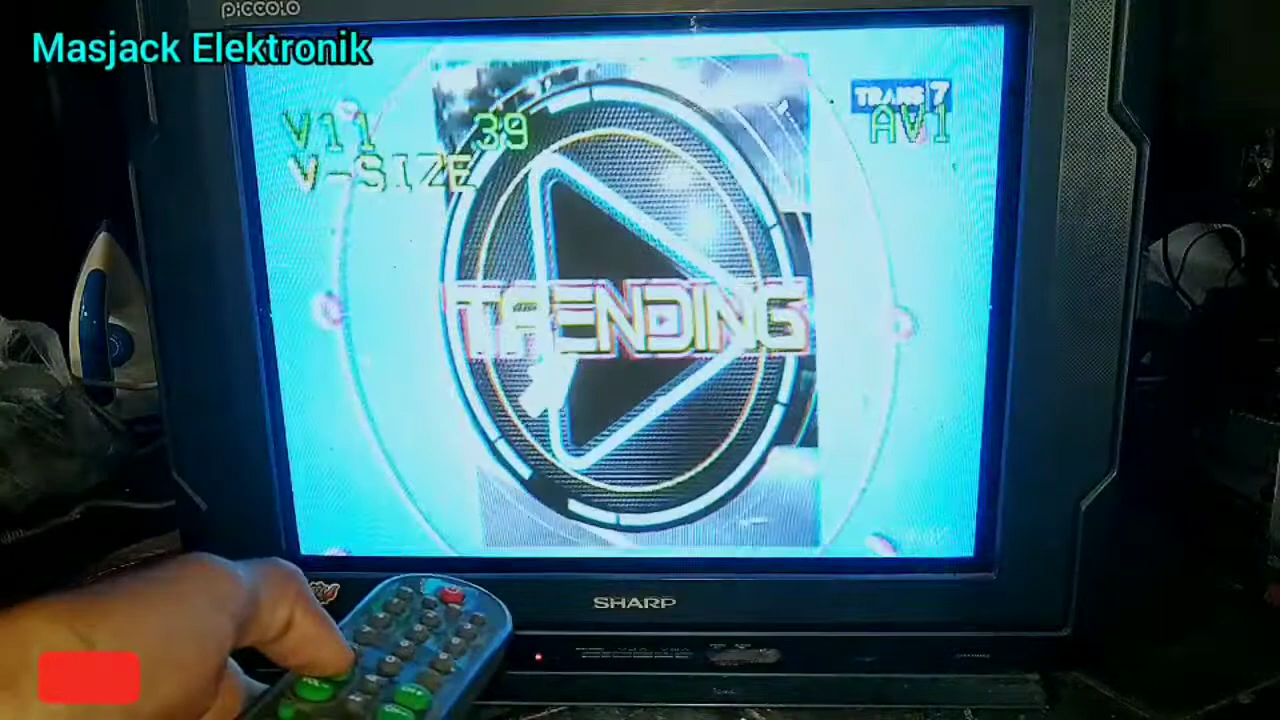 PiCCOLO
Masjack Elektronik
TRANS 7
V11 39 AV1
V-SIZE
TRENDING
SHARP